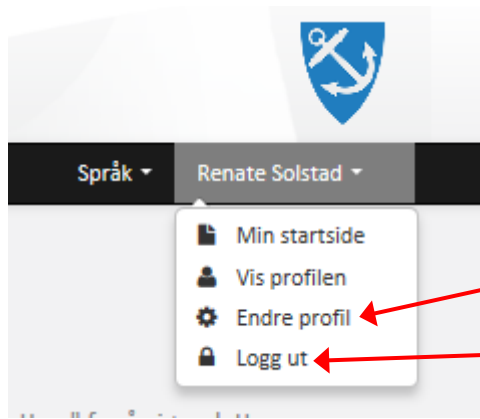 Språk Renate Solstad
Min startside
Vis profilen
Endre profil
Logg ut